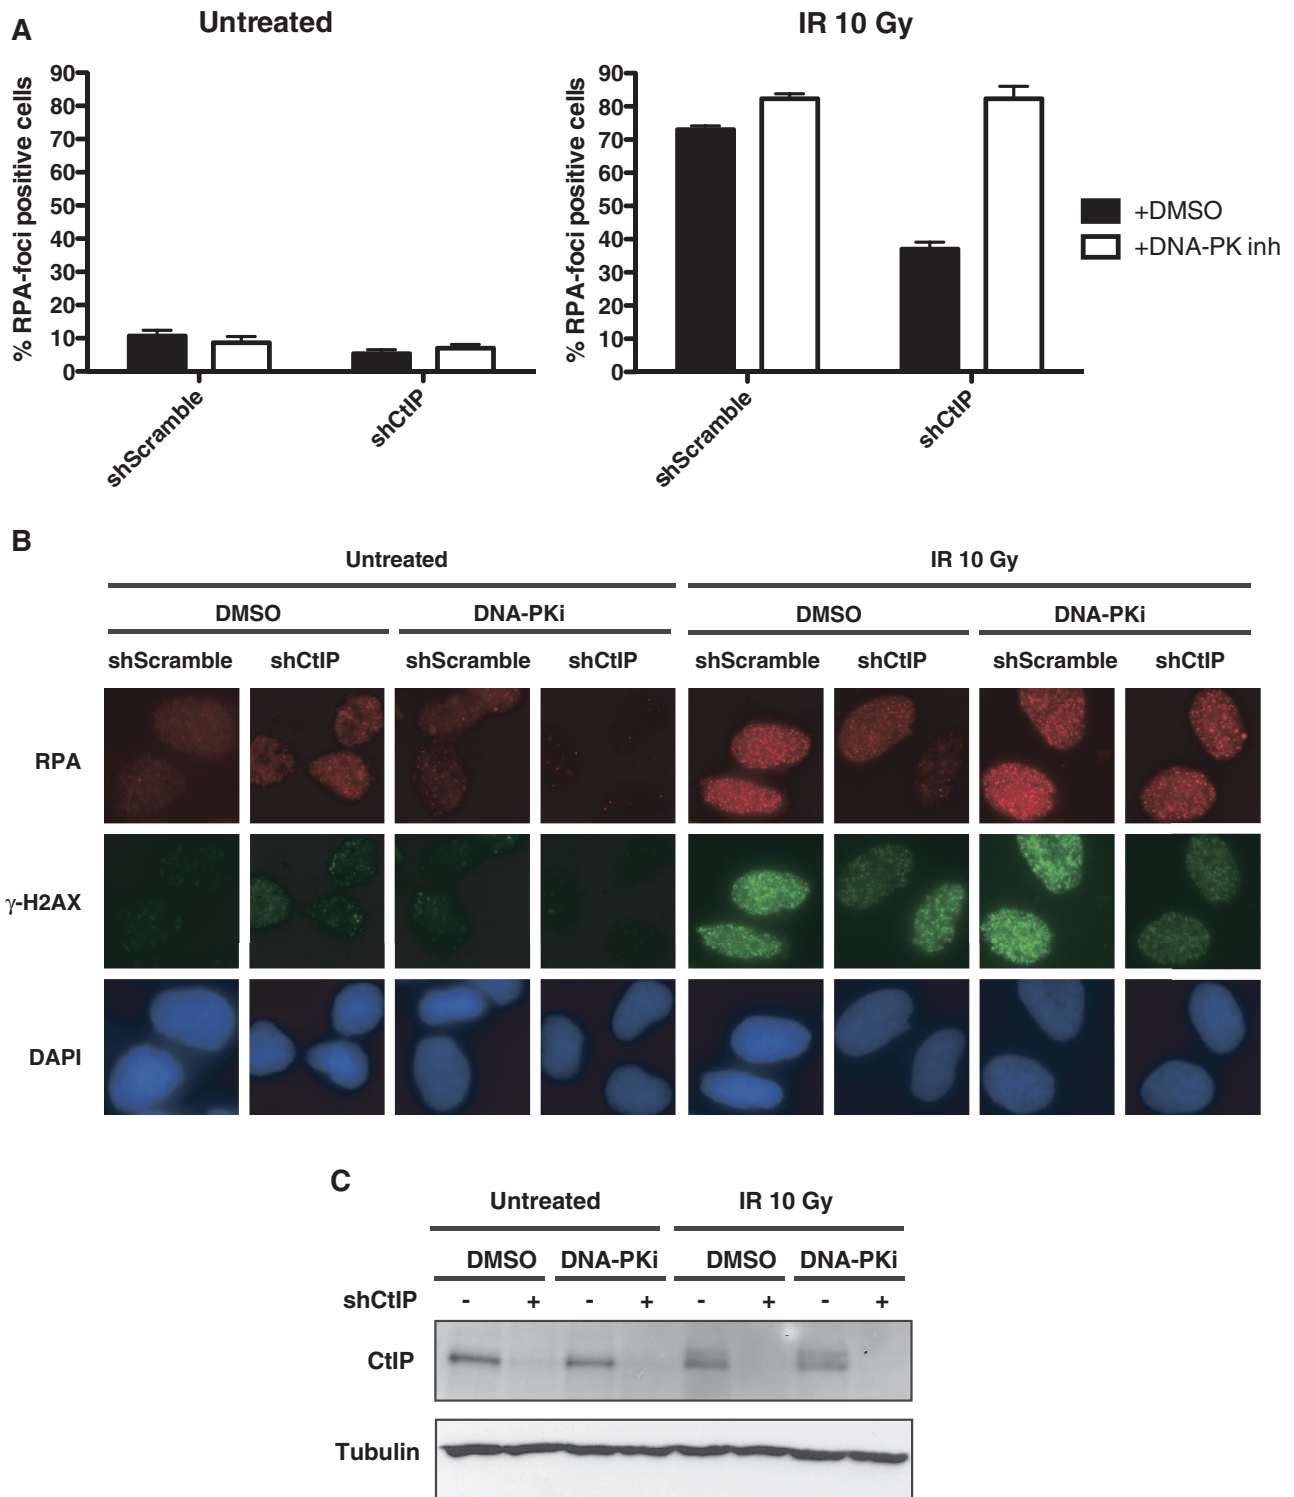 A
Untreated
IR 10 Gy
% RPA-foci positive cells
90
80
70
60
50
40
30
20
10
0
shScramble
shCtIP
% RPA-foci positive cells
90
80
70
60
50
40
30
20
10
0
shScramble
shCtIP
+DMSO
+DNA-PK inh
B
Untreated
IR 10 Gy
DMSO
DNA-PKi
DMSO
DNA-PKi
shScramble
shCtIP
shScramble
shCtIP
shScramble
shCtIP
shScramble
shCtIP
RPA
γ-H2AX
DAPI
C
Untreated
IR 10 Gy
DMSO
DNA-PKi
DMSO
DNA-PKi
shCtIP - + - + - + - +
CtIP
Tubulin